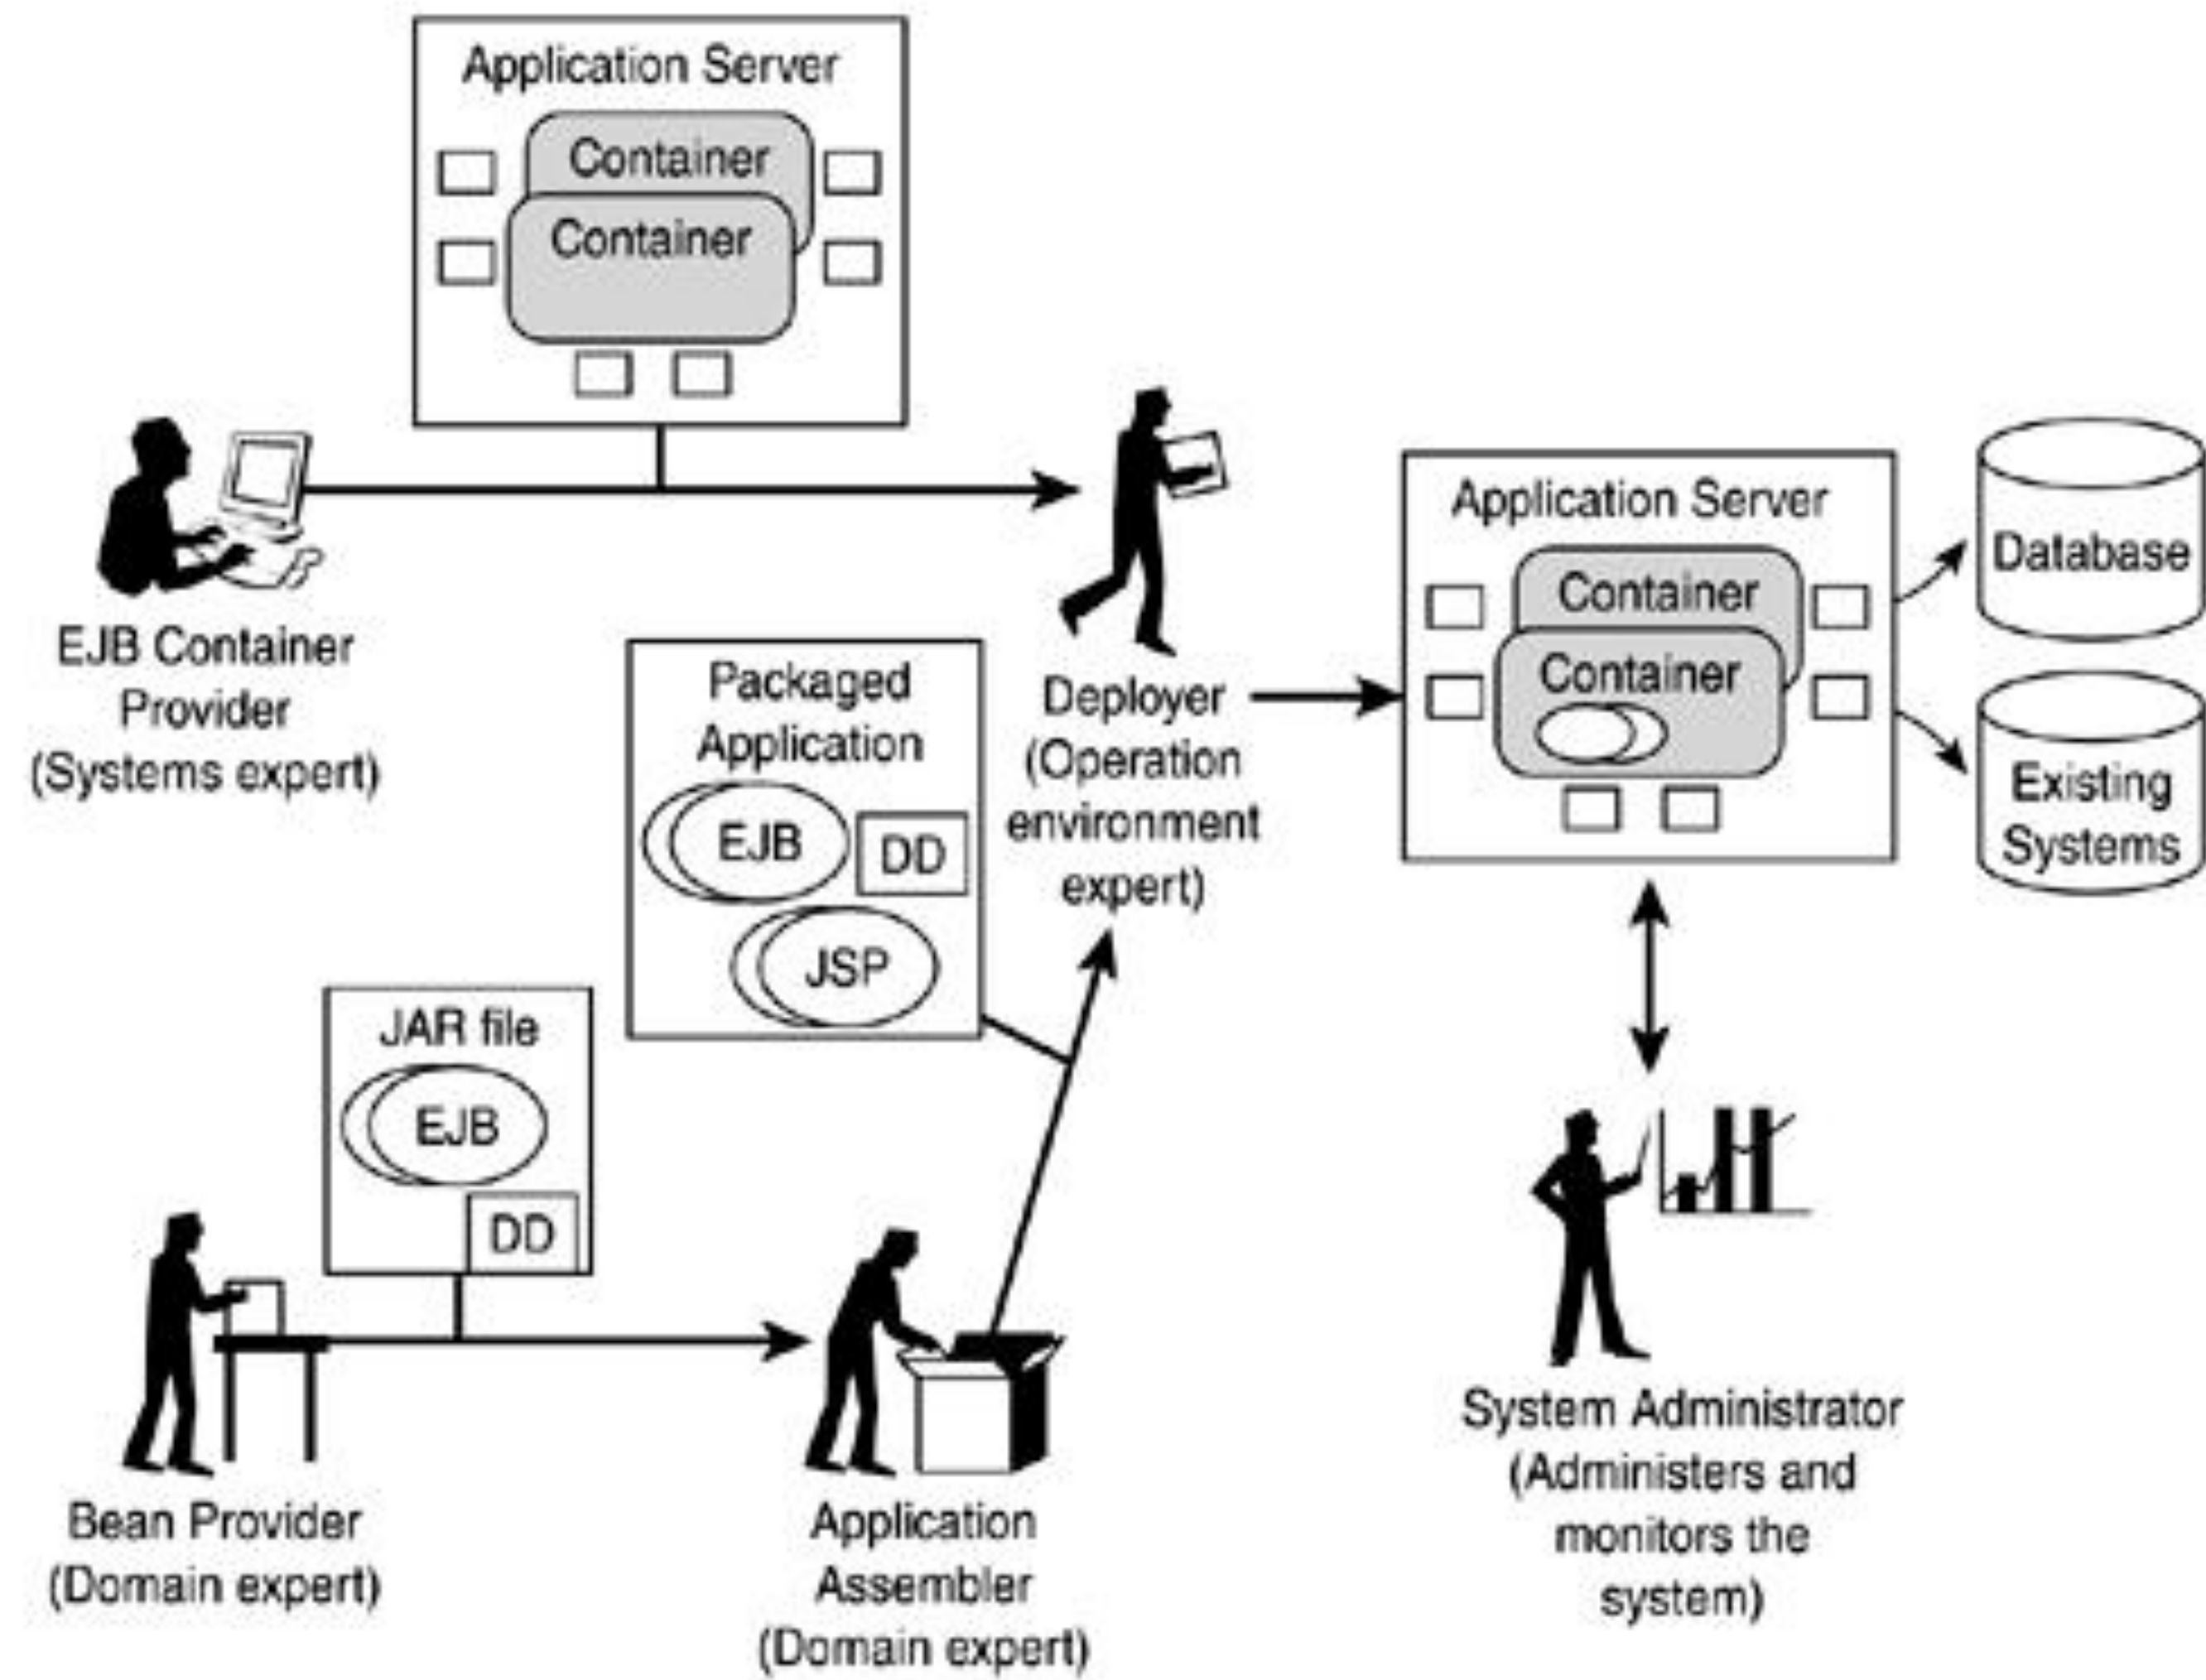 Application Server
Container
Container
EJB Container
Provider
(Systems expert)
Packaged
Application
EJB
DD
JSP
Deployer
(Operation
environment
expert)
Application Server
Container
Container
Database
Existing
Systems
JAR file
EJB
DD
Bean Provider
(Domain expert)
Application
Assembler
(Domain expert)
System Administrator
(Administers and
monitors the
system)